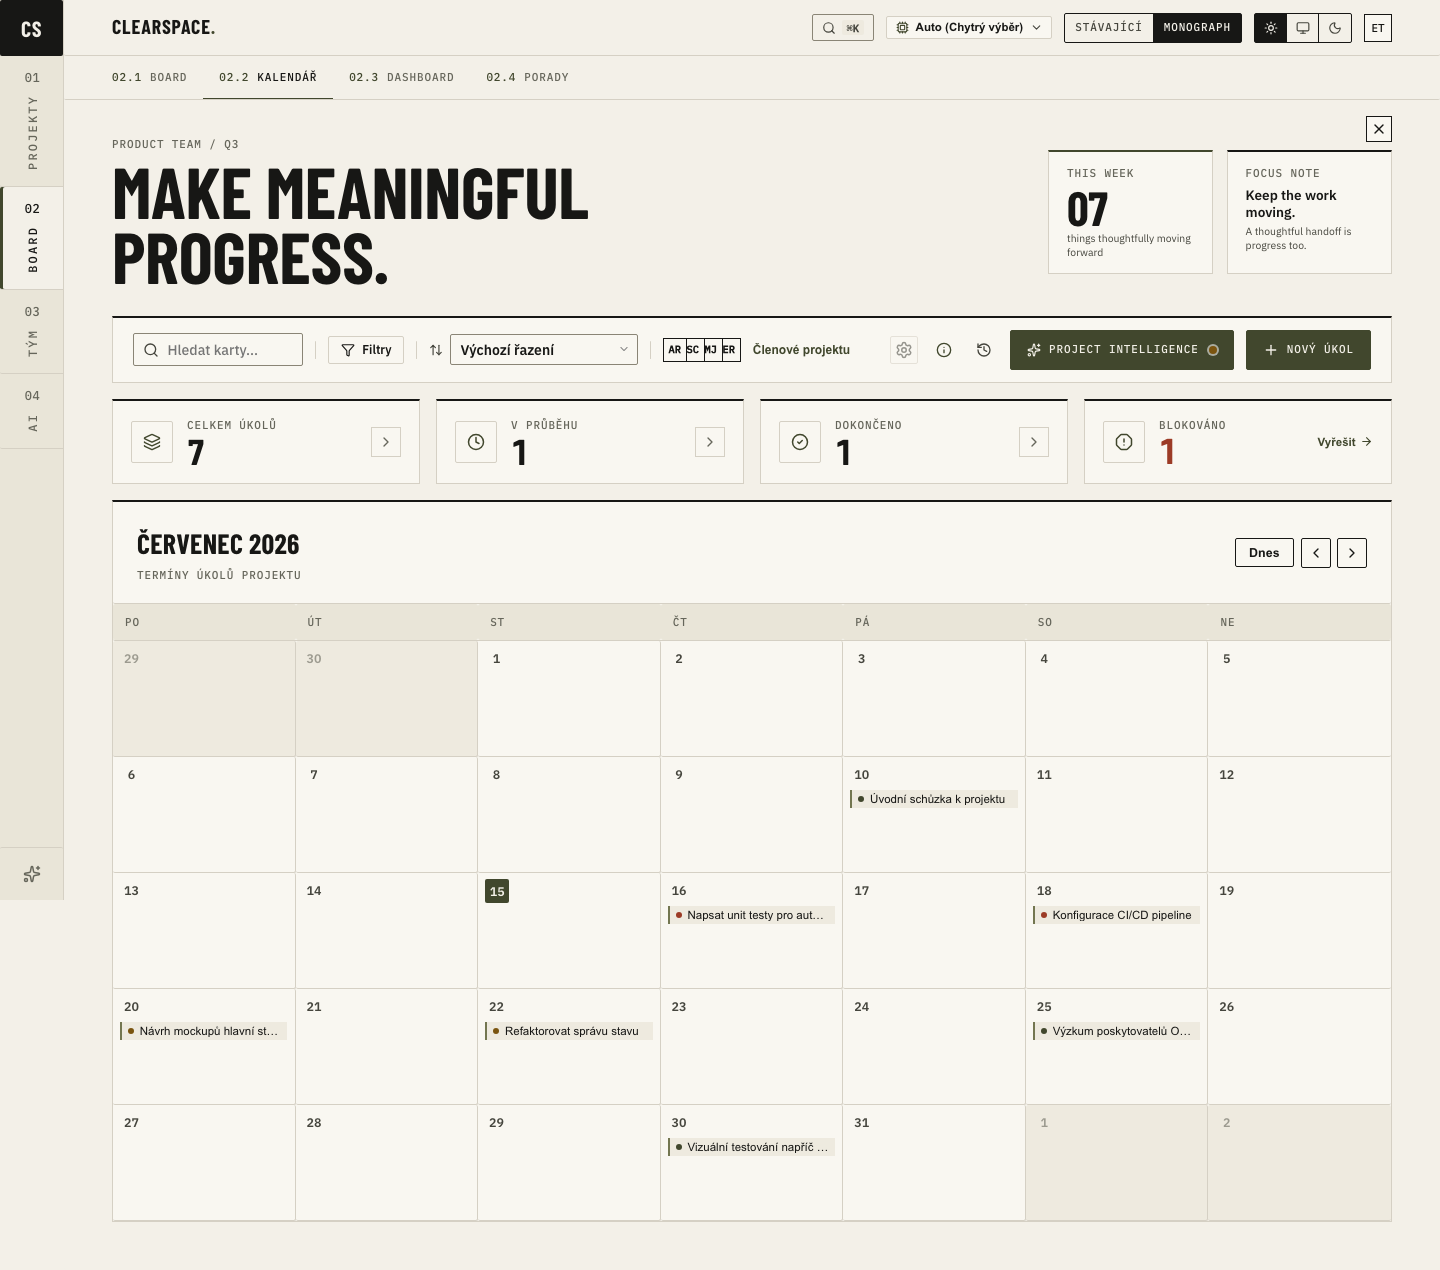 CS
CLEARSPACE.
⌘K
Auto (Chytrý výběr)
STÁVAJÍCÍ
MONOGRAPH
ET
01 PROJEKTY
02 BOARD
03 TÝM
04 AI
02.1 BOARD
02.2 KALENDÁŘ
02.3 DASHBOARD
02.4 PORADY
PRODUCT TEAM / Q3
MAKE MEANINGFUL
PROGRESS.
THIS WEEK
07
things thoughtfully moving
forward
FOCUS NOTE
Keep the work
moving.
A thoughtful handoff is
progress too.
Hledat karty...
Filtry
Výchozí řazení
AR SC MJ ER
Členové projektu
PROJECT INTELLIGENCE
NOVÝ ÚKOL
CELKEM ÚKOLŮ
7
V PRŮBĚHU
1
DOKONČENO
1
BLOKOVÁNO
1
Vyřešit
ČERVENEC 2026
TERMÍNY ÚKOLŮ PROJEKTU
Dnes
PO ÚT ST ČT PÁ SO NE
29 30 1 2 3 4 5
6 7 8 9 10 11 12
Úvodní schůzka k projektu
13 14 15 16 17 18 19
Napsat unit testy pro aut…
Konfigurace CI/CD pipeline
20 21 22 23 24 25 26
Návrh mockupů hlavní st…
Refaktorovat správu stavu
Výzkum poskytovatelů O…
27 28 29 30 31 1 2
Vizuální testování napříč …